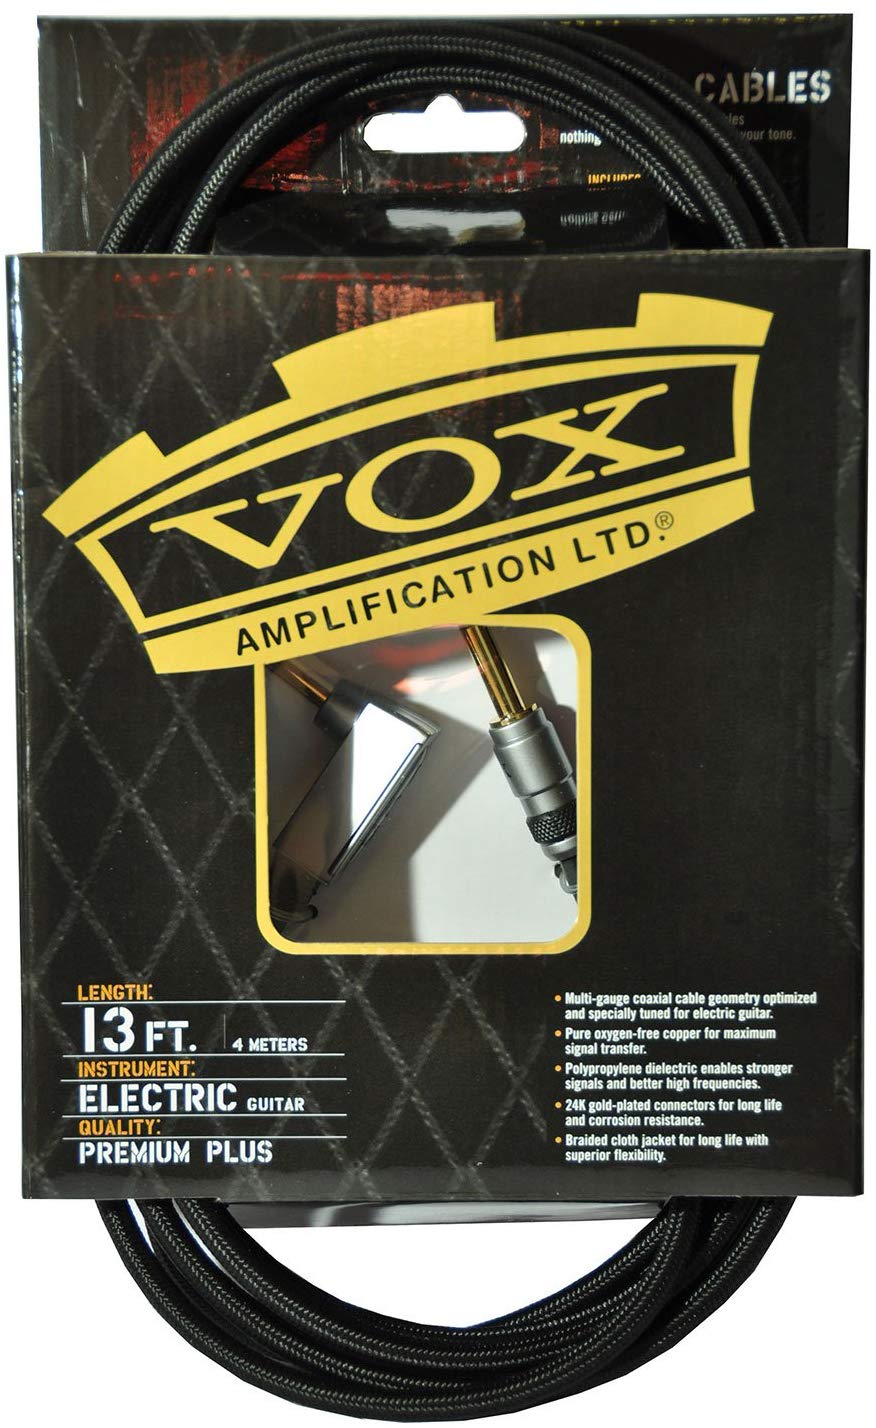 CABLES
your tone.
nothing
INCLUDES
VOX
AMPLIFICATION LTD.®
LENGTH:
13 FT. | 4 METERS
INSTRUMENT:
ELECTRIC GUITAR
QUALITY:
PREMIUM PLUS
• Multi-gauge coaxial cable geometry optimized
and specially tuned for electric guitar.
• Pure oxygen-free copper for maximum
signal transfer.
• Polypropylene dielectric enables stronger
signals and better high frequencies.
• 24K gold-plated connectors for long life
and corrosion resistance.
• Braided cloth jacket for long life with
superior flexibility.